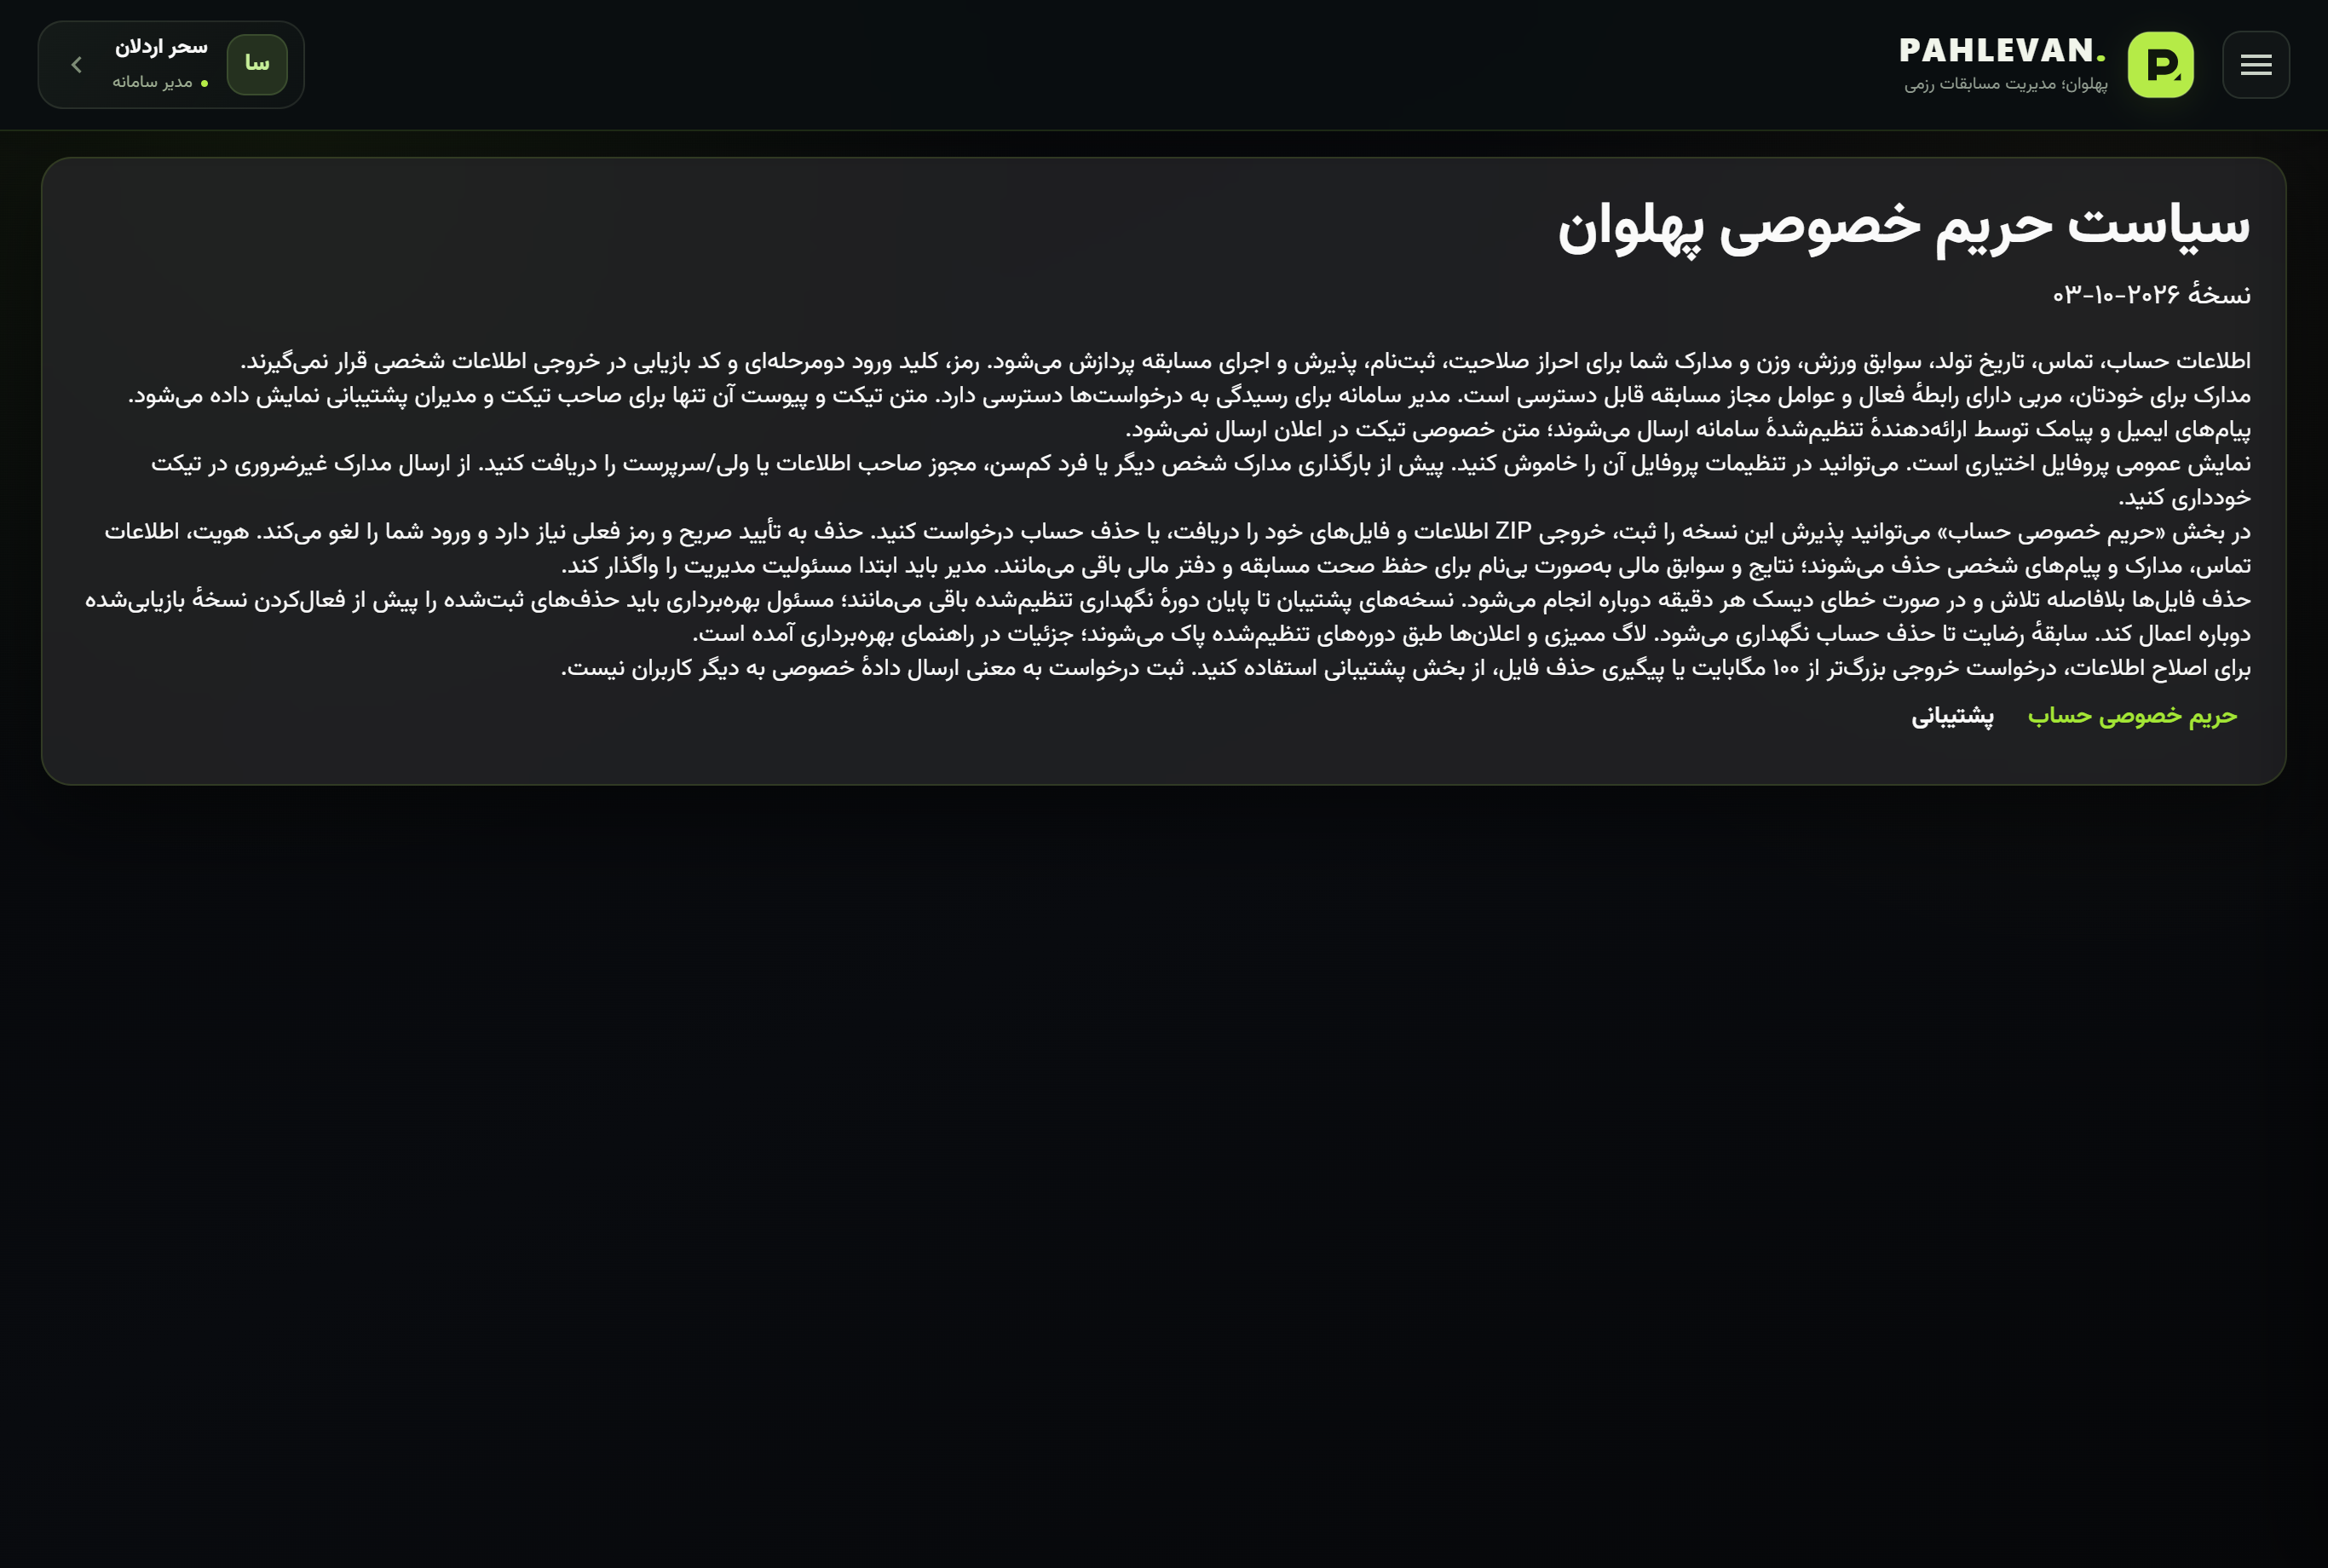 PAHLEVAN.
پهلوان؛ مدیریت مسابقات رزمی
سا
سحر اردلان
مدیر سامانه
سیاست حریم خصوصی پهلوان
نسخهٔ ۲۰۲۶-۱۰-۰۳
اطلاعات حساب، تماس، تاریخ تولد، سوابق ورزش، وزن و مدارک شما برای احراز صلاحیت، ثبت‌نام، پذیرش و اجرای مسابقه پردازش می‌شود. رمز، کلید ورود دومرحله‌ای و کد بازیابی در خروجی اطلاعات شخصی قرار نمی‌گیرند.
مدارک برای خودتان، مربی دارای رابطهٔ فعال و عوامل مجاز مسابقه قابل دسترسی است. مدیر سامانه برای رسیدگی به درخواست‌ها دسترسی دارد. متن تیکت و پیوست آن تنها برای صاحب تیکت و مدیران پشتیبانی نمایش داده می‌شود.
پیام‌های ایمیل و پیامک توسط ارائه‌دهندهٔ تنظیم‌شدهٔ سامانه ارسال می‌شوند؛ متن خصوصی تیکت در اعلان ارسال نمی‌شود.
نمایش عمومی پروفایل اختیاری است. می‌توانید در تنظیمات پروفایل آن را خاموش کنید. پیش از بارگذاری مدارک شخص دیگر یا فرد کم‌سن، مجوز صاحب اطلاعات یا ولی/سرپرست را دریافت کنید. از ارسال مدارک غیرضروری در تیکت
خودداری کنید.
در بخش «حریم خصوصی حساب» می‌توانید پذیرش این نسخه را ثبت، خروجی ZIP اطلاعات و فایل‌های خود را دریافت، یا حذف حساب درخواست کنید. حذف به تأیید صریح و رمز فعلی نیاز دارد و ورود شما را لغو می‌کند. هویت، اطلاعات
تماس، مدارک و پیام‌های شخصی حذف می‌شوند؛ نتایج و سوابق مالی به‌صورت بی‌نام برای حفظ صحت مسابقه و دفتر مالی باقی می‌مانند. مدیر باید ابتدا مسئولیت مدیریت را واگذار کند.
حذف فایل‌ها بلافاصله تلاش و در صورت خطای دیسک هر دقیقه دوباره انجام می‌شود. نسخه‌های پشتیبان تا پایان دورهٔ نگهداری تنظیم‌شده باقی می‌مانند؛ مسئول بهره‌برداری باید حذف‌های ثبت‌شده را پیش از فعال‌کردن نسخهٔ بازیابی‌شده
دوباره اعمال کند. سابقهٔ رضایت تا حذف حساب نگهداری می‌شود. لاگ ممیزی و اعلان‌ها طبق دوره‌های تنظیم‌شده پاک می‌شوند؛ جزئیات در راهنمای بهره‌برداری آمده است.
برای اصلاح اطلاعات، درخواست خروجی بزرگ‌تر از ۱۰۰ مگابایت یا پیگیری حذف فایل، از بخش پشتیبانی استفاده کنید. ثبت درخواست به معنی ارسال دادهٔ خصوصی به دیگر کاربران نیست.
حریم خصوصی حساب
پشتیبانی